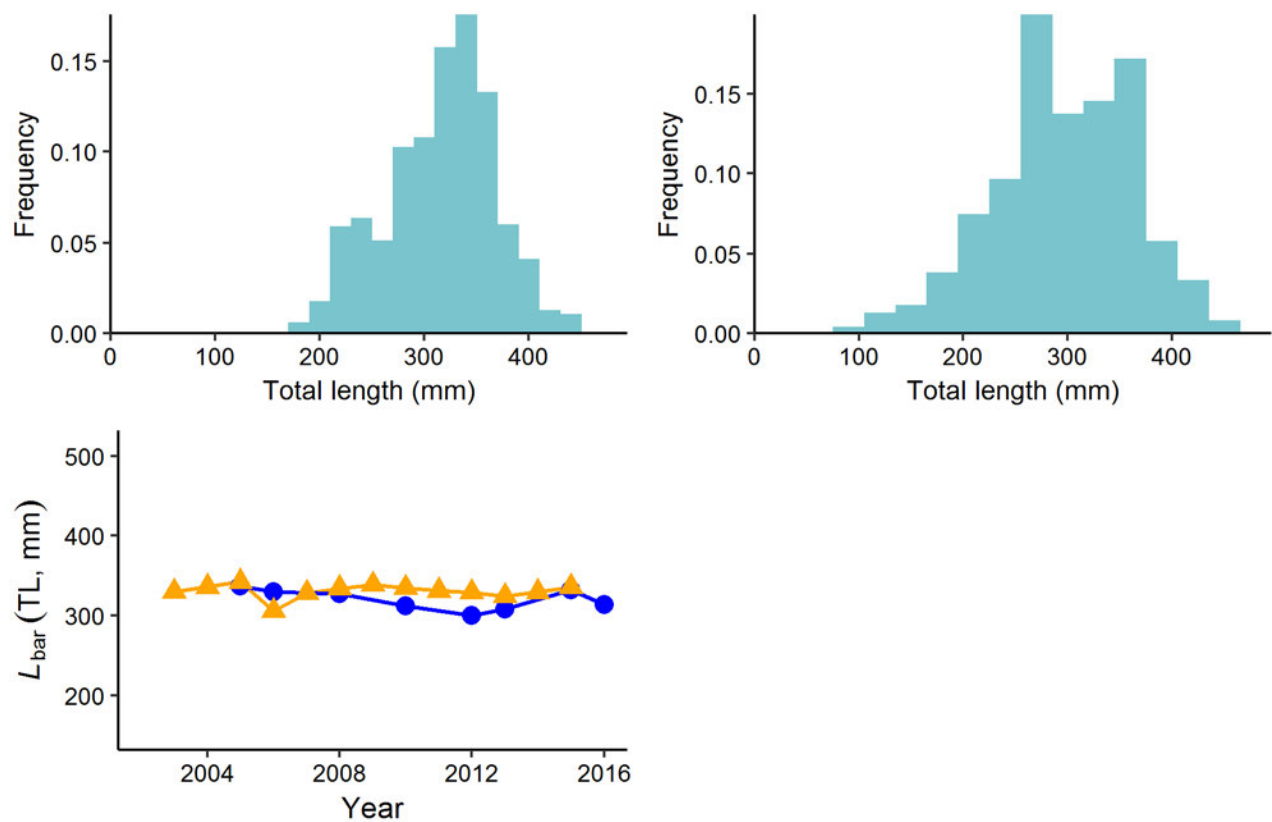 0.15
0.10
0.05
0.00
Frequency
0 100 200 300 400
Total length (mm)
0.15
0.10
0.05
0.00
Frequency
0 100 200 300 400
Total length (mm)
500
400
300
200
Lbar (TL, mm)
2004 2008 2012 2016
Year